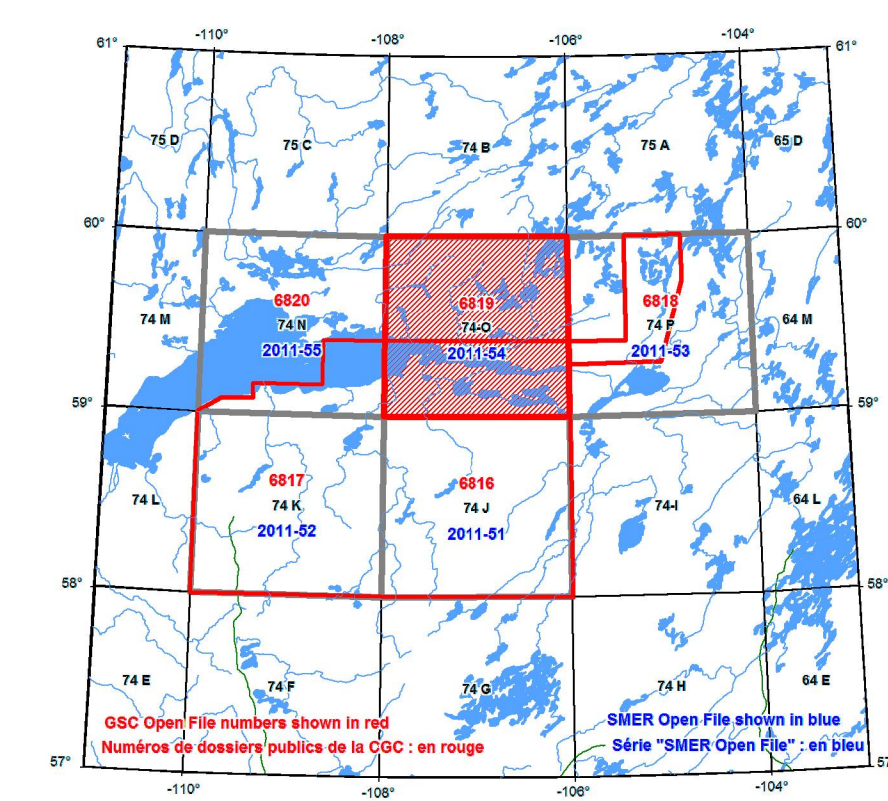 -110°
-108°
-106°
-104°
61°
61°
75 D
75 C
74 B
75 A
65 D
60°
60°
6820
6819
6818
74 M
74 N
74-O
74 P
64 M
2011-55
2011-54
2011-53
59°
59°
6817
6816
74 L
74 K
74 J
74-I
64 L
2011-52
2011-51
58°
58°
74 E
74 F
74 G
74 H
64 E
GSC Open File numbers shown in red
SMER Open File shown in blue
Numéros de dossiers publics de la CGC : en rouge
Série "SMER Open File" : en bleu
57°
57
-110°
-108°
-106°
-104°